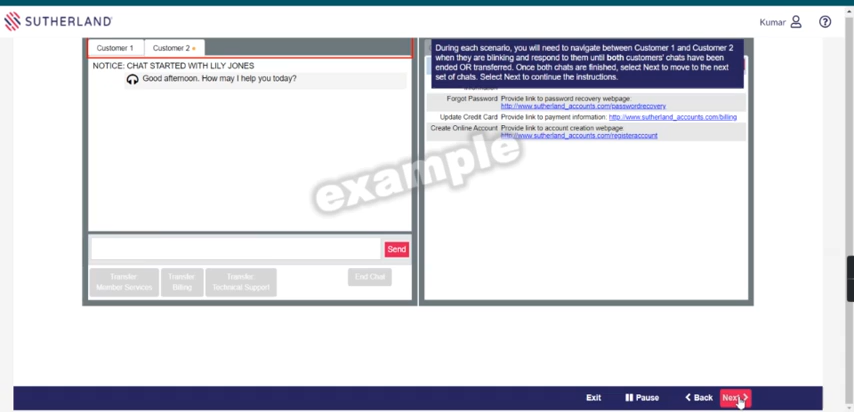 SUTHERLAND
Kumar
Customer 1
Customer 2
NOTICE: CHAT STARTED WITH LILY JONES
Good afternoon. How may I help you today?
During each scenario, you will need to navigate between Customer 1 and Customer 2
when they are blinking and respond to them until both customers' chats have been
ended OR transferred. Once both chats are finished, select Next to move to the next
set of chats. Select Next to continue the instructions.
Forgot Password Provide link to password recovery webpage:
http://www.sutherland_accounts.com/passwordrecovery
Update Credit Card Provide link to payment information: http://www.sutherland_accounts.com/billing
Create Online Account Provide link to account creation webpage:
http://www.sutherland_accounts.com/registeraccount
example
Send
Transfer
Member Services
Transfer
Billing
Transfer
Technical Support
End Chat
Exit
Pause
Back
Next